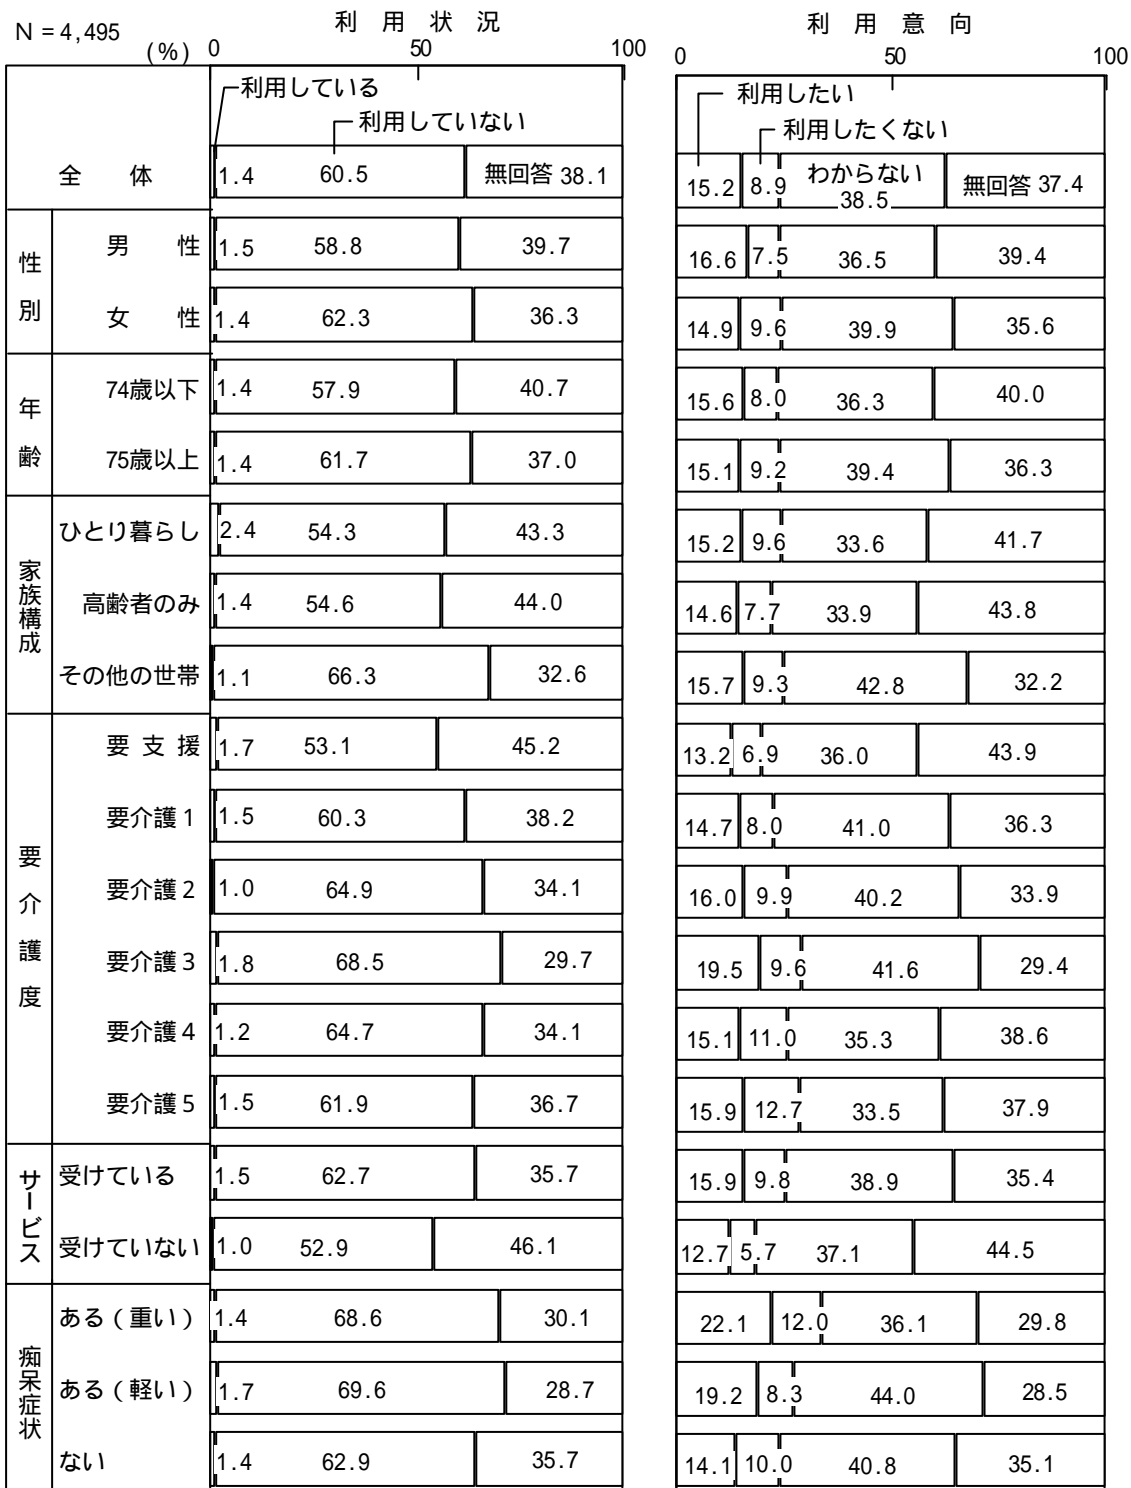 利用状況 利用意向
N = 4,495
(%) 0 50 100 0 50 100
利用している 利用したい
利用していない 利用したくない
全体 1.4 60.5 無回答 38.1 15.2 8.9 わからない 38.5 無回答 37.4
性別
男性 1.5 58.8 39.7 16.6 7.5 36.5 39.4
女性 1.4 62.3 36.3 14.9 9.6 39.9 35.6
年齢
74歳以下 1.4 57.9 40.7 15.6 8.0 36.3 40.0
75歳以上 1.4 61.7 37.0 15.1 9.2 39.4 36.3
家族構成
ひとり暮らし 2.4 54.3 43.3 15.2 9.6 33.6 41.7
高齢者のみ 1.4 54.6 44.0 14.6 7.7 33.9 43.8
その他の世帯 1.1 66.3 32.6 15.7 9.3 42.8 32.2
要介護度
要支援 1.7 53.1 45.2 13.2 6.9 36.0 43.9
要介護1 1.5 60.3 38.2 14.7 8.0 41.0 36.3
要介護2 1.0 64.9 34.1 16.0 9.9 40.2 33.9
要介護3 1.8 68.5 29.7 19.5 9.6 41.6 29.4
要介護4 1.2 64.7 34.1 15.1 11.0 35.3 38.6
要介護5 1.5 61.9 36.7 15.9 12.7 33.5 37.9
サービス
受けている 1.5 62.7 35.7 15.9 9.8 38.9 35.4
受けていない 1.0 52.9 46.1 12.7 5.7 37.1 44.5
痴呆症状
ある(重い) 1.4 68.6 30.1 22.1 12.0 36.1 29.8
ある(軽い) 1.7 69.6 28.7 19.2 8.3 44.0 28.5
ない 1.4 62.9 35.7 14.1 10.0 40.8 35.1